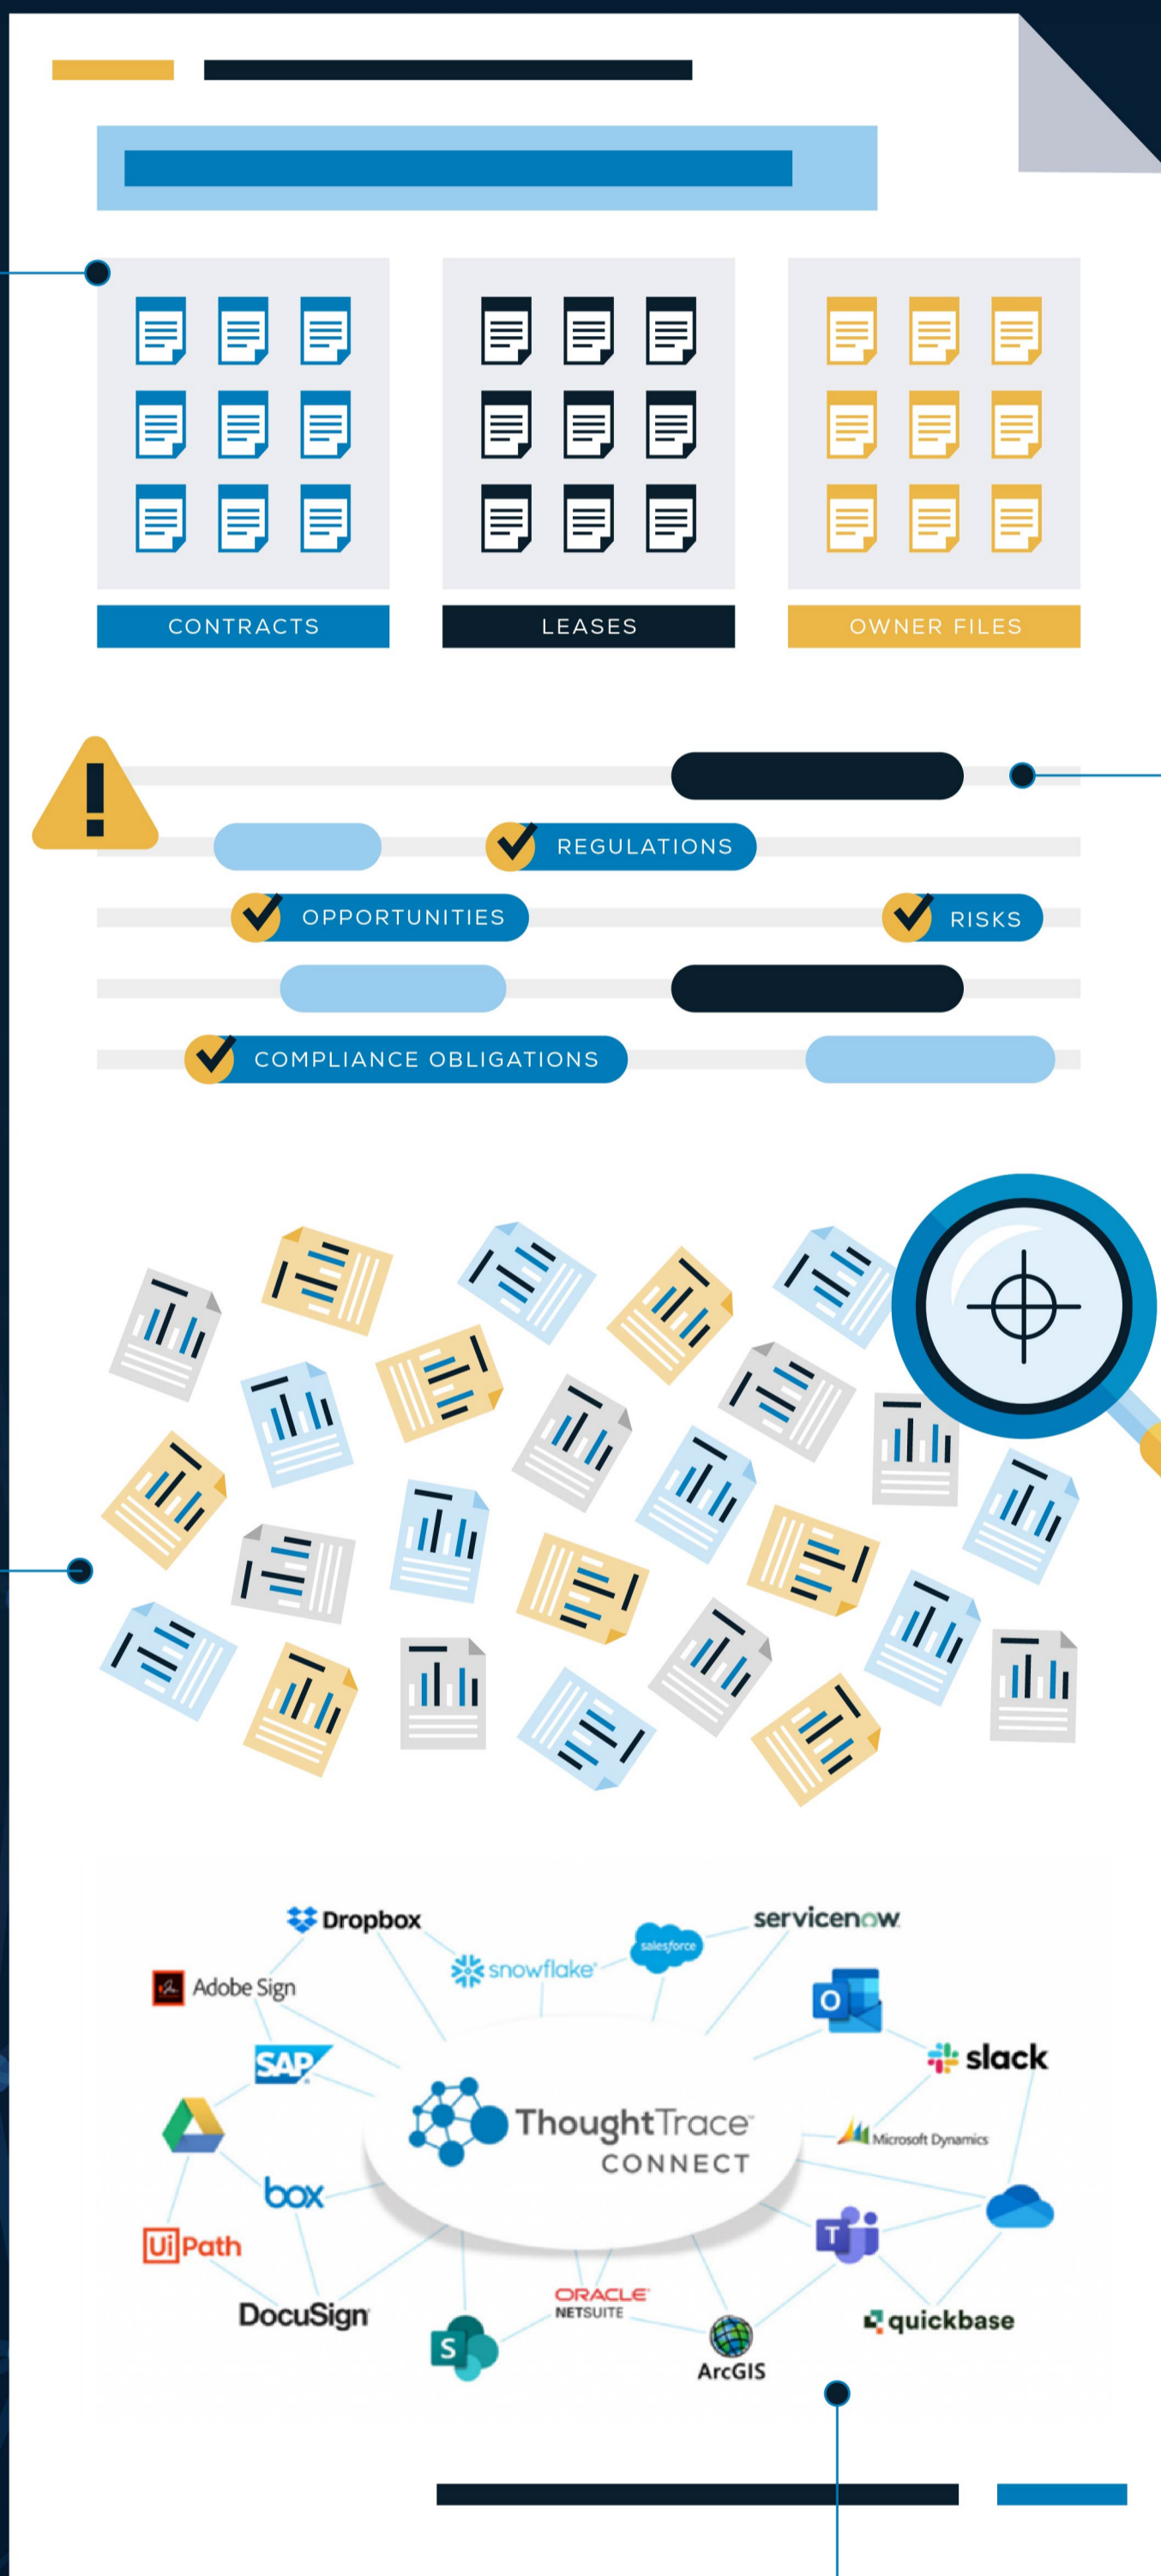 CONTRACTS
LEASES
OWNER FILES
REGULATIONS
OPPORTUNITIES
RISKS
COMPLIANCE OBLIGATIONS
Dropbox
servicenow
salesforce
snowflake
Adobe Sign
O
SAP
slack
ThoughtTrace
CONNECT
Microsoft Dynamics
box
T
UiPath
ORACLE
NETSUITE
DocuSign
quickbase
S
ArcGIS